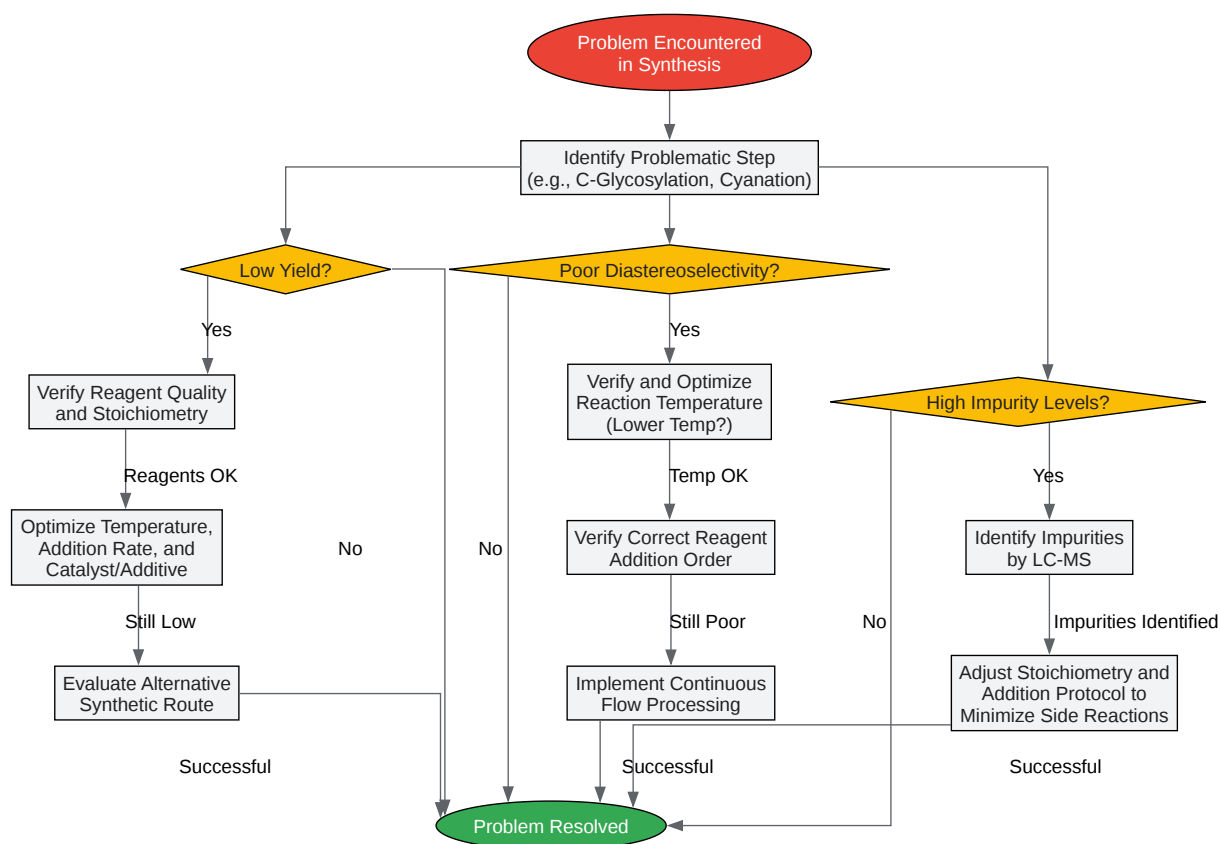 Problem Encountered
in Synthesis
Identify Problematic Step
(e.g., C-Glycosylation, Cyanation)
Low Yield?
Poor Diastereoselectivity?
Yes
Yes
Verify Reagent Quality
and Stoichiometry
Verify and Optimize
Reaction Temperature
(Lower Temp?)
High Impurity Levels?
Reagents OK
Temp OK
Yes
Optimize Temperature,
Addition Rate, and
Catalyst/Additive
No
No
Verify Correct Reagent
Addition Order
Identify Impurities
by LC-MS
Still Low
Still Poor
No
Impurities Identified
Evaluate Alternative
Synthetic Route
Implement Continuous
Flow Processing
Adjust Stoichiometry and
Addition Protocol to
Minimize Side Reactions
Successful
Successful
Successful
Problem Resolved